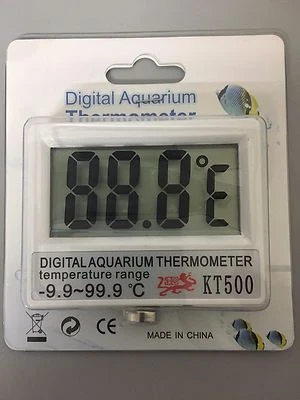 Digital Aquarium
Thermometer
88.8°C
DIGITAL AQUARIUM THERMOMETER
temperature range
-9.9~99.9 °C
KT500
CE
MADE IN CHINA